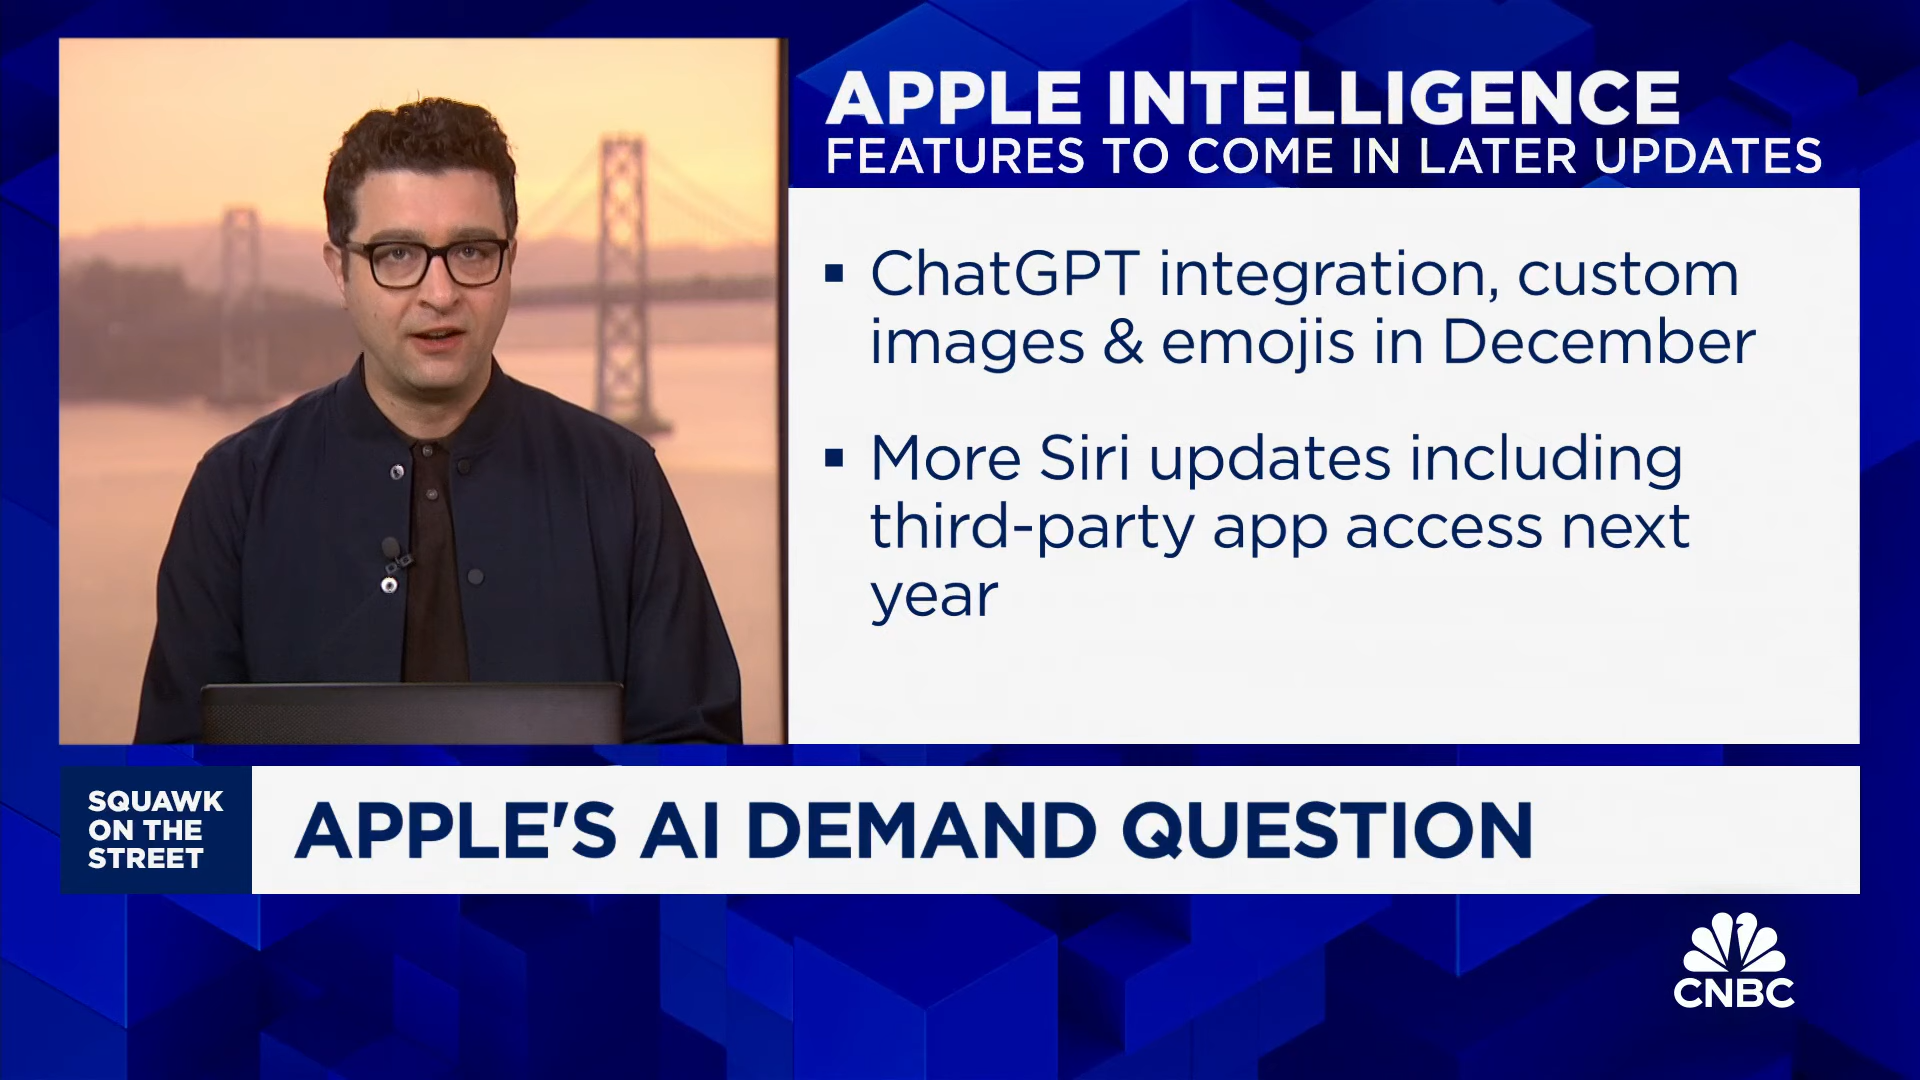 APPLE INTELLIGENCE
FEATURES TO COME IN LATER UPDATES
▪ ChatGPT integration, custom
images & emojis in December
▪ More Siri updates including
third-party app access next
year
SQUAWK
ON THE
STREET
APPLE'S AI DEMAND QUESTION
CNBC